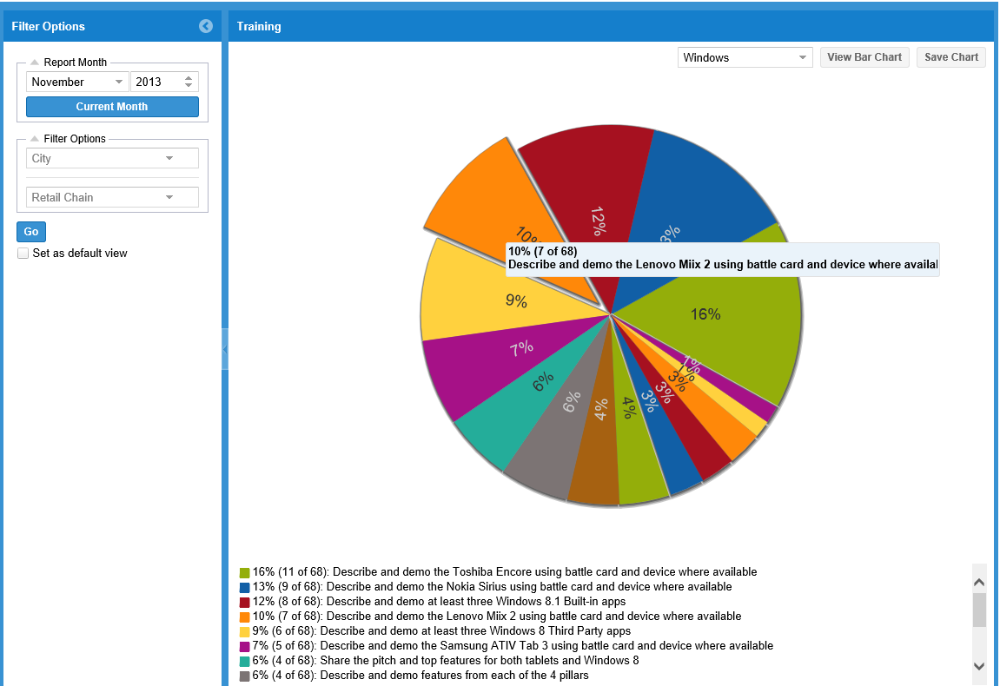 Filter Options
Training
Report Month
November
2013
Current Month
Filter Options
City
Retail Chain
Go
Set as default view
Windows
View Bar Chart
Save Chart
12%
3%
10%
10% (7 of 68)
Describe and demo the Lenovo Miix 2 using battle card and device where availal
16%
9%
7%
6%
6%
4%
4%
3%
3%
3%
1%
1%
16% (11 of 68): Describe and demo the Toshiba Encore using battle card and device where available
13% (9 of 68): Describe and demo the Nokia Sirius using battle card and device where available
12% (8 of 68): Describe and demo at least three Windows 8.1 Built-in apps
10% (7 of 68): Describe and demo the Lenovo Miix 2 using battle card and device where available
9% (6 of 68): Describe and demo at least three Windows 8 Third Party apps
7% (5 of 68): Describe and demo the Samsung ATIV Tab 3 using battle card and device where available
6% (4 of 68): Share the pitch and top features for both tablets and Windows 8
6% (4 of 68): Describe and demo features from each of the 4 pillars